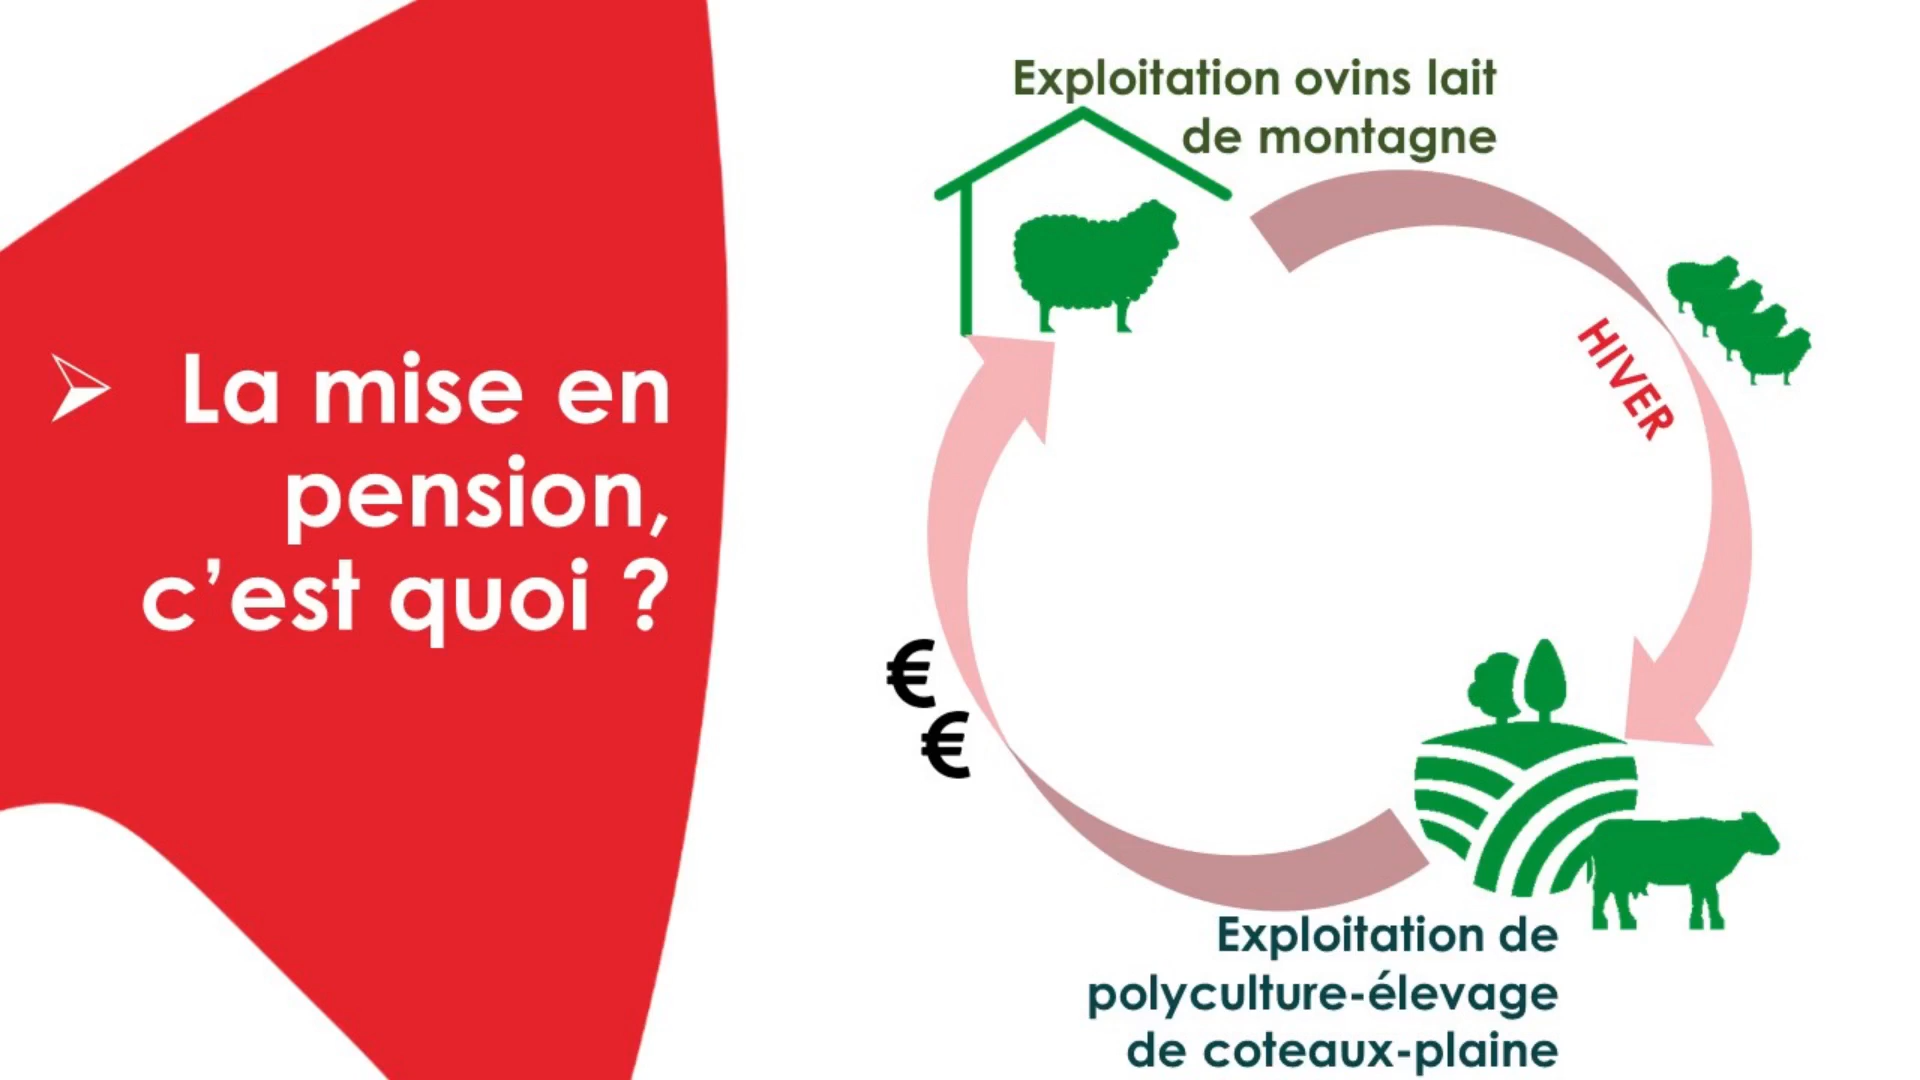 La mise en
pension,
c’est quoi ?
Exploitation ovins lait
de montagne
HIVER
€
€
Exploitation de
polyculture-élevage
de coteaux-plaine